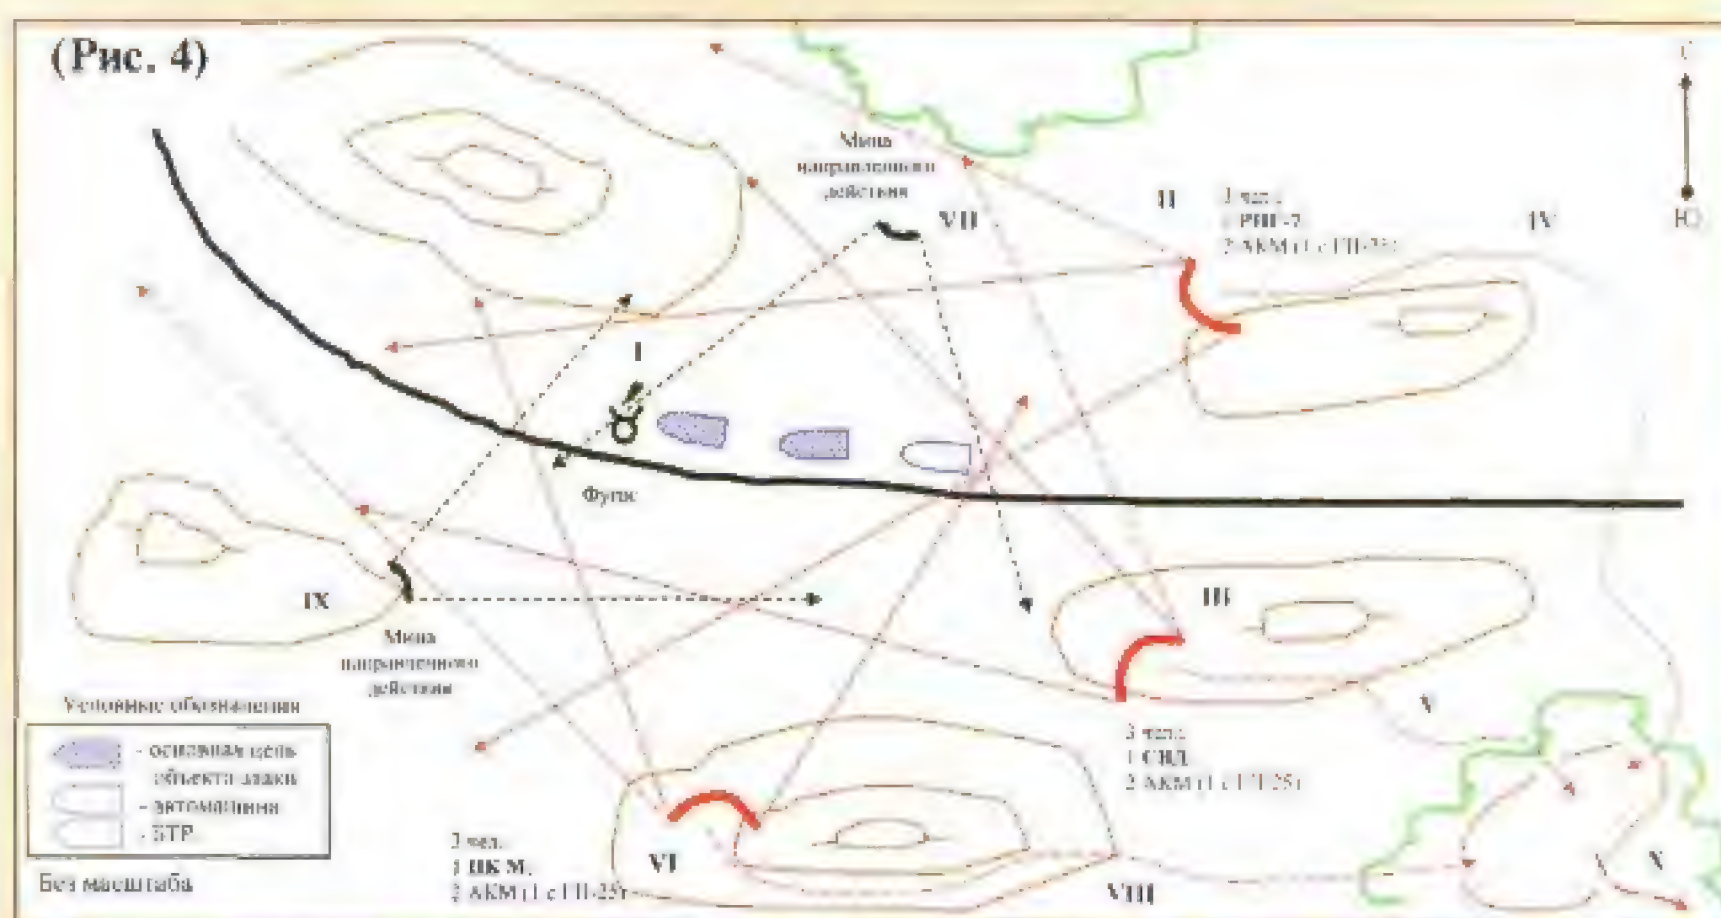 (Рис. 4)
С
Ю
Мина
направленного
действия
VII
II
3 чел.
1 РПГ-7
2 АКМ (1 с ГП-25)
IV
I
Фугас
IX
Мина
направленного
действия
III
V
3 чел.
1 СВД
2 АКМ (1 с ГП-25)
Условные обозначения
- основная цель
объекта атаки
- автомашина
- БТР
Без масштаба
3 чел.
1 ПКМ,
2 АКМ (1 с ГП-25)
VI
VIII
X